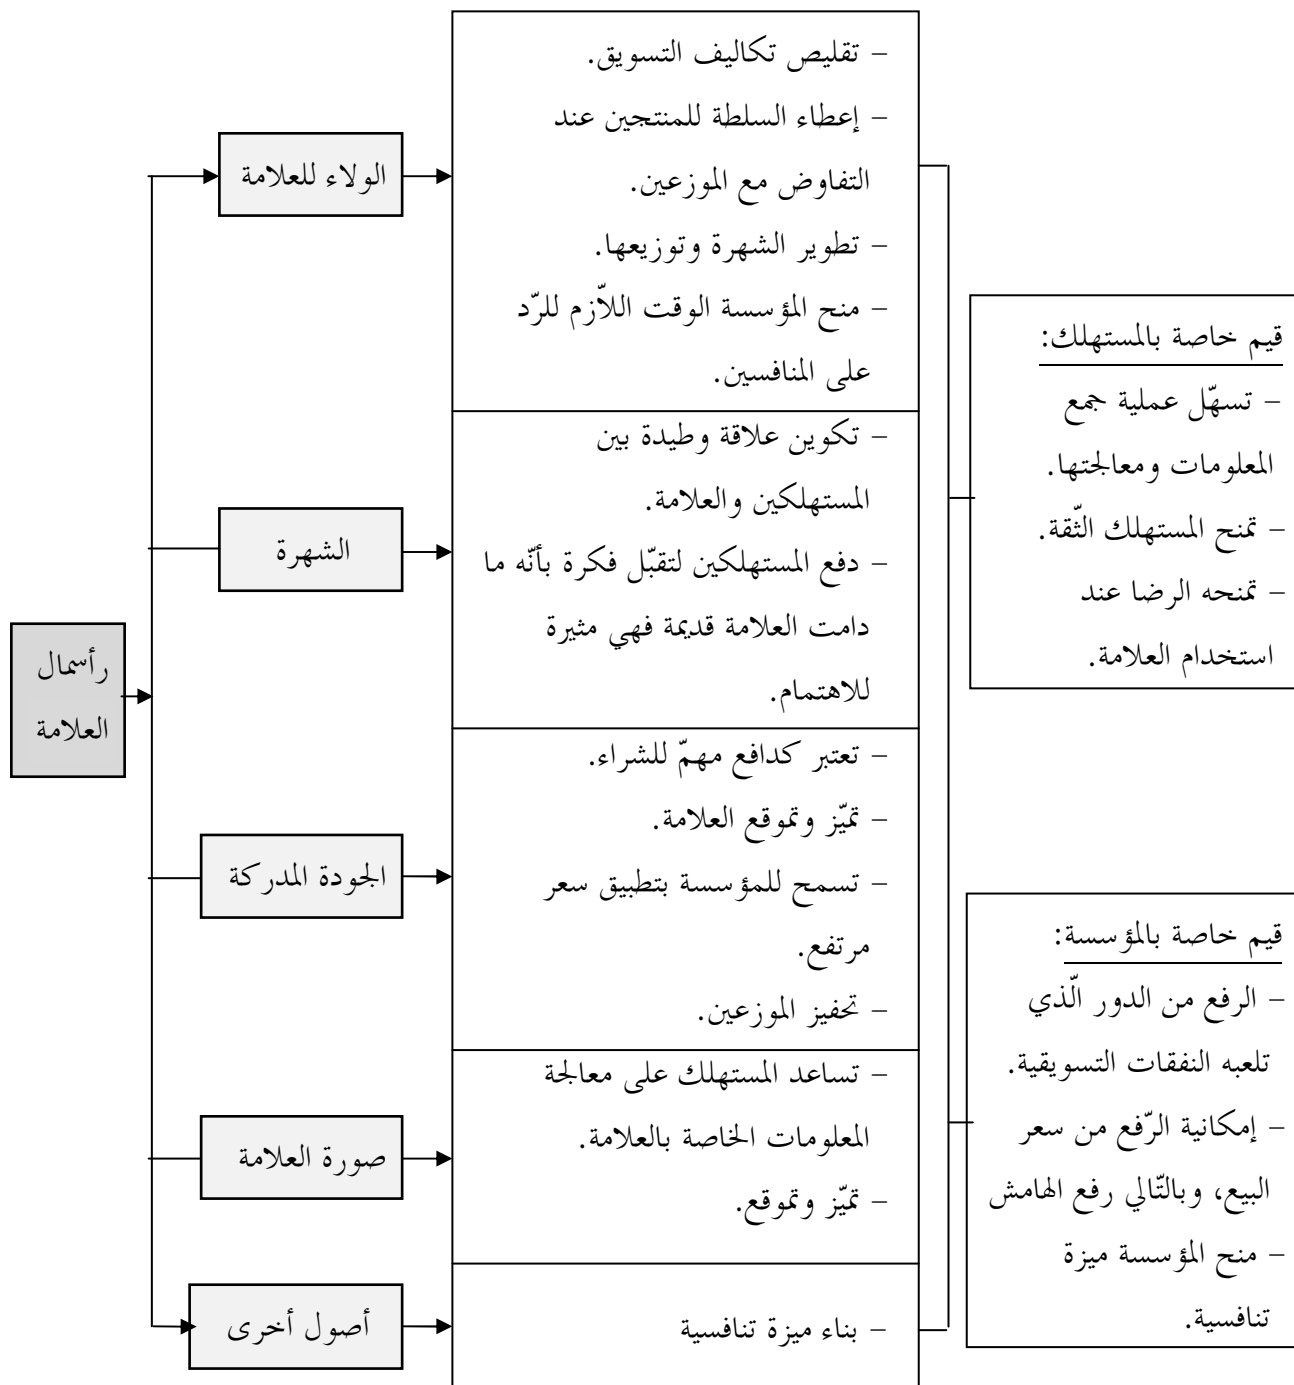 رأسمال
العلامة
الولاء للعلامة
– تقليص تكاليف التسويق.
– إعطاء السلطة للمنتجين عند
التفاوض مع الموزعين.
– تطوير الشهرة وتوزيعها.
– منح المؤسسة الوقت اللاّزم للرّد
على المنافسين.
الشهرة
– تكوين علاقة وطيدة بين
المستهلكين والعلامة.
– دفع المستهلكين لتقبّل فكرة بأنّه ما
دامت العلامة قديمة فهي مثيرة
للاهتمام.
الجودة المدركة
– تعتبر كدافع مهمّ للشراء.
– تميّز وتموقع العلامة.
– تسمح للمؤسسة بتطبيق سعر
مرتفع.
– تحفيز الموزعين.
صورة العلامة
– تساعد المستهلك على معالجة
المعلومات الخاصة بالعلامة.
– تميّز وتموقع.
أصول أخرى
– بناء ميزة تنافسية
قيم خاصة بالمستهلك:
– تسهّل عملية جمع
المعلومات ومعالجتها.
– تمنح المستهلك الثّقة.
– تمنحه الرضا عند
استخدام العلامة.
قيم خاصة بالمؤسسة:
– الرفع من الدور الّذي
تلعبه النفقات التسويقية.
– إمكانية الرّفع من سعر
البيع، وبالتّالي رفع الهامش
– منح المؤسسة ميزة
تنافسية.